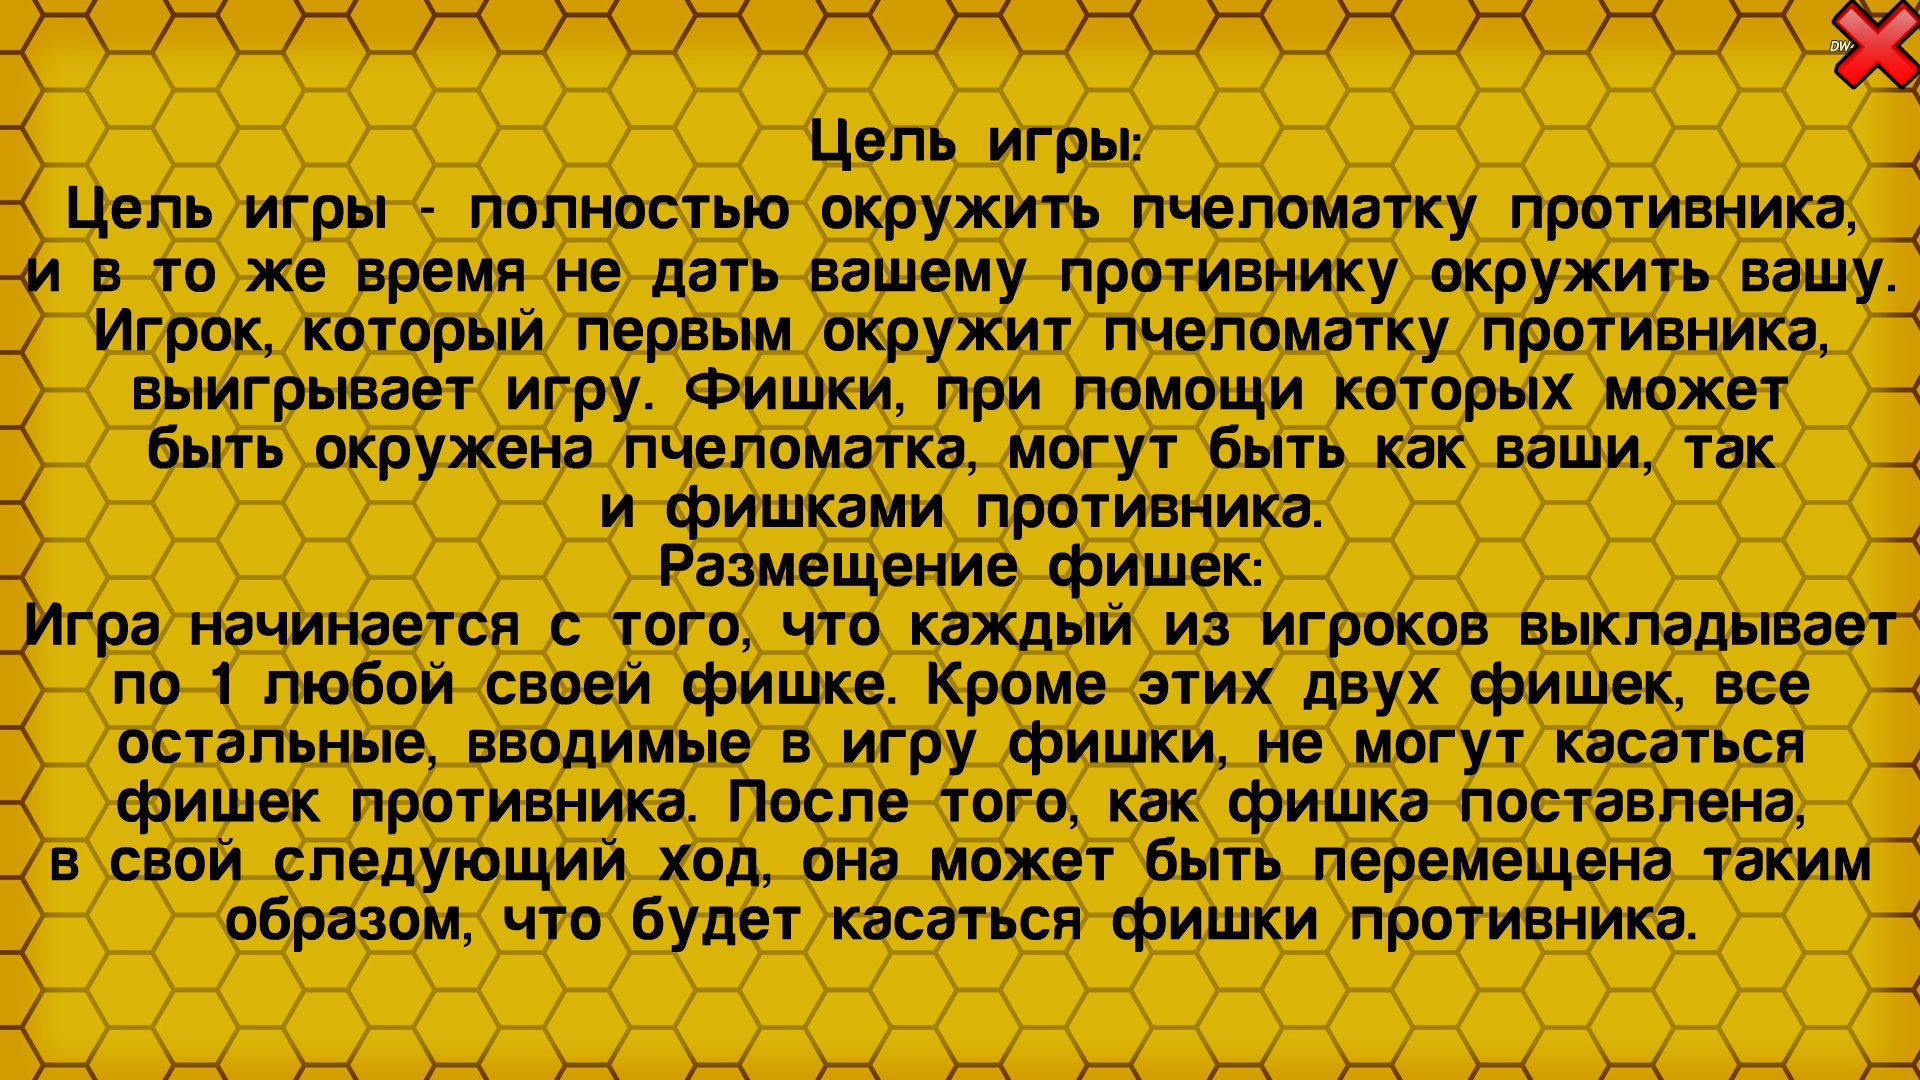 Цель игры:
Цель игры - полностью окружить пчеломатку противника,
и в то же время не дать вашему противнику окружить вашу.
Игрок, который первым окружит пчеломатку противника,
выигрывает игру. Фишки, при помощи которых может
быть окружена пчеломатка, могут быть как ваши, так
и фишками противника.
Размещение фишек:
Игра начинается с того, что каждый из игроков выкладывает
по 1 любой своей фишке. Кроме этих двух фишек, все
остальные, вводимые в игру фишки, не могут касаться
фишек противника. После того, как фишка поставлена,
в свой следующий ход, она может быть перемещена таким
образом, что будет касаться фишки противника.